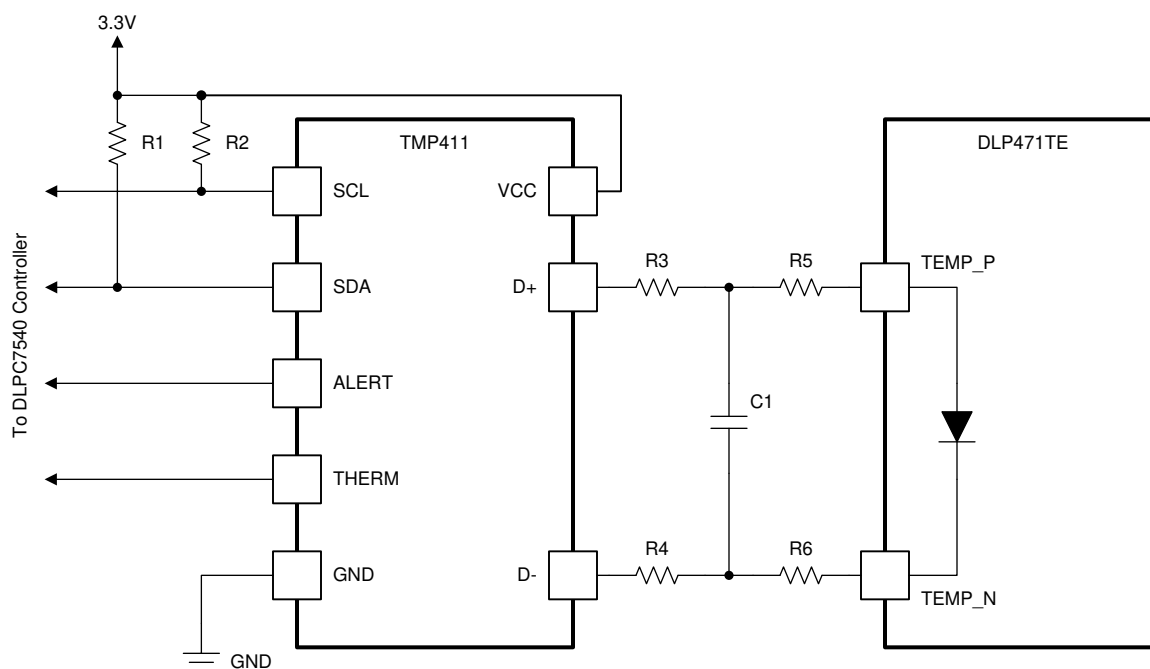 3.3V
R1
R2
TMP411
DLP471TE
SCL
VCC
SDA
D+
R3
R5
TEMP_P
ALERT
C1
THERM
GND
D-
R4
R6
TEMP_N
GND
To DLPC7540 Controller